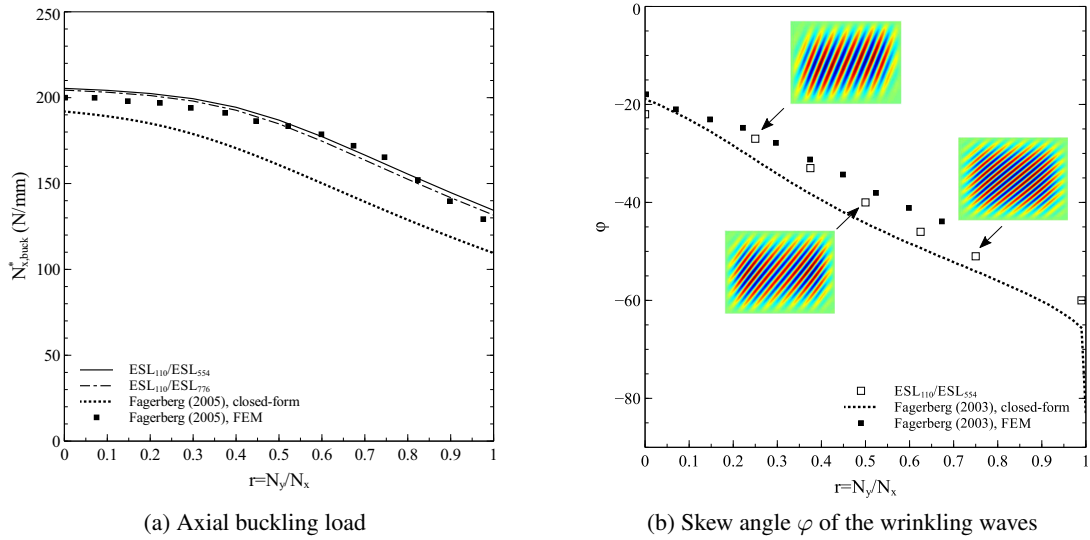 250
200
150
100
50
0
N*x,buck (N/mm)
ESL110/ESL554
ESL110/ESL776
Fagerberg (2005), closed-form
Fagerberg (2005), FEM
0 0.1 0.2 0.3 0.4 0.5 0.6 0.7 0.8 0.9 1
r=Ny/Nx
(a) Axial buckling load
0
−20
−40
−60
−80
φ
ESL110/ESL554
Fagerberg (2003), closed-form
Fagerberg (2003), FEM
0 0.1 0.2 0.3 0.4 0.5 0.6 0.7 0.8 0.9 1
r=Ny/Nx
(b) Skew angle φ of the wrinkling waves